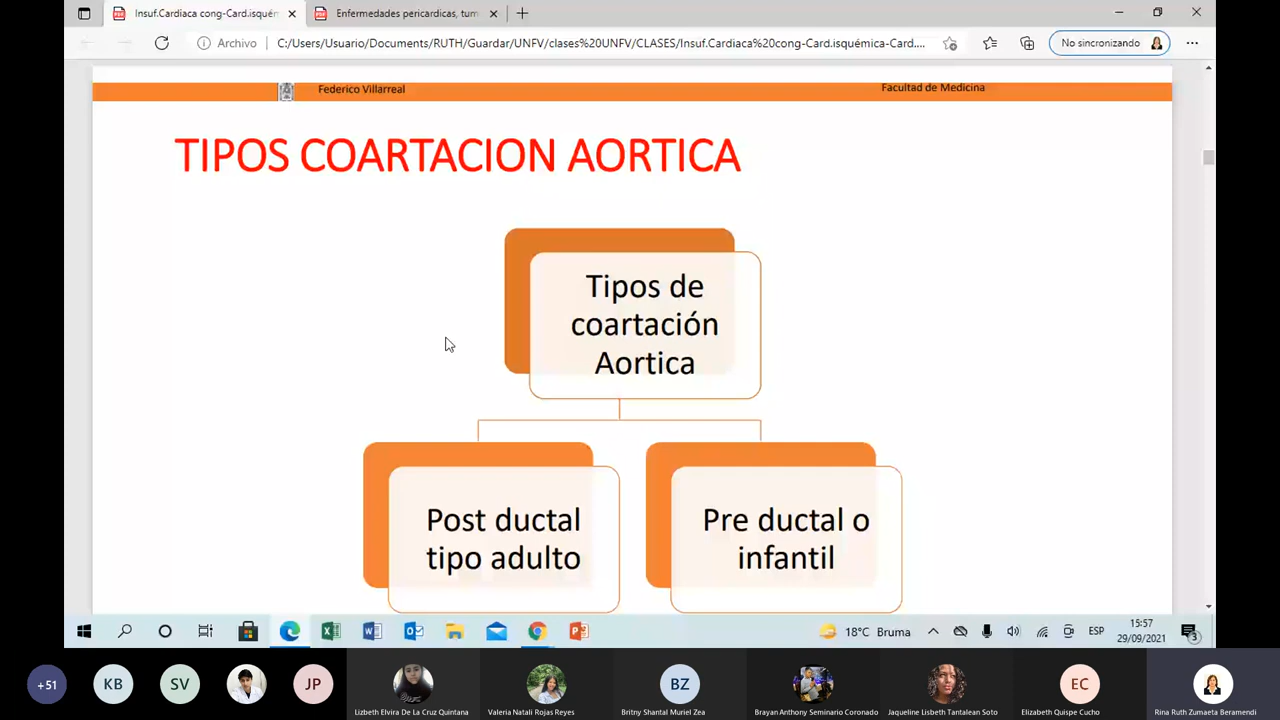 Insuf.Cardiaca cong-Card.isquém
Enfermedades pericardicas, tum
Archivo
C:/Users/Usuario/Documents/RUTH/Guardar/UNFV/clases%20UNFV/CLASES/Insuf.Cardiaca%20cong-Card.isquémica-Card....
No sincronizando
Federico Villarreal
Facultad de Medicina
TIPOS COARTACION AORTICA
Tipos de
coartación
Aortica
Post ductal
tipo adulto
Pre ductal o
infantil
18°C Bruma
ESP
15:57
29/09/2021
3
+51
KB
SV
JP
BZ
EC
Lizbeth Elvira De La Cruz Quintana
Valeria Natali Rojas Reyes
Britny Shantal Muriel Zea
Brayan Anthony Seminario Coronado
Jaqueline Lisbeth Tantalean Soto
Elizabeth Quispe Cucho
Rina Ruth Zumaeta Beramendi